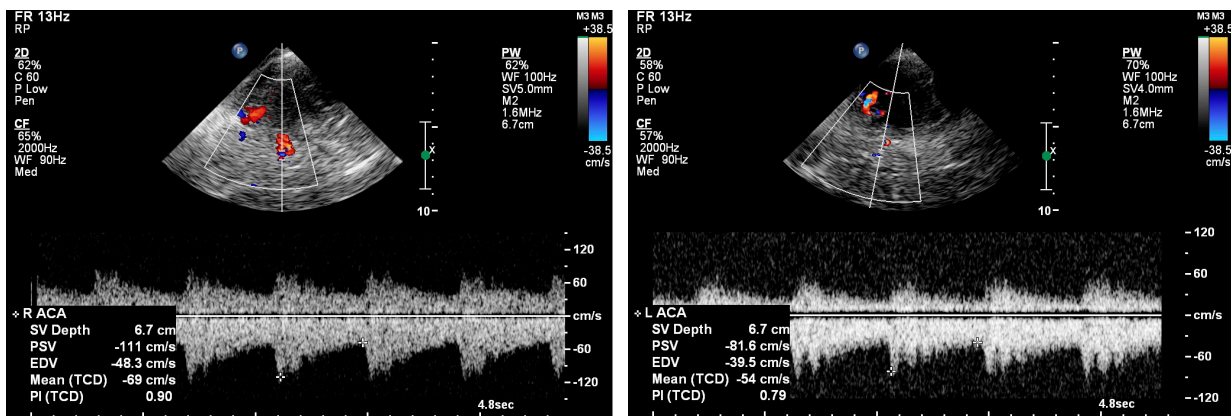 FR 13Hz
RP
2D
62%
C 60
P Low
Pen
CF
65%
2000Hz
WF 90Hz
Med
P
PW
62%
WF 100Hz
SV5.0mm
M2
1.6MHz
6.7cm
M3 M3
+38.5
-38.5
cm/s
X
10
120
60
cm/s
-60
-120
R ACA
SV Depth 6.7 cm
PSV -111 cm/s
EDV -48.3 cm/s
Mean (TCD) -69 cm/s
PI (TCD) 0.90
4.8sec
FR 13Hz
RP
2D
58%
C 60
P Low
Pen
CF
57%
2000Hz
WF 90Hz
Med
P
PW
70%
WF 100Hz
SV4.0mm
M2
1.6MHz
6.7cm
M3 M3
+38.5
-38.5
cm/s
X
10
120
60
cm/s
-60
-120
L ACA
SV Depth 6.7 cm
PSV -81.6 cm/s
EDV -39.5 cm/s
Mean (TCD) -54 cm/s
PI (TCD) 0.79
4.8sec